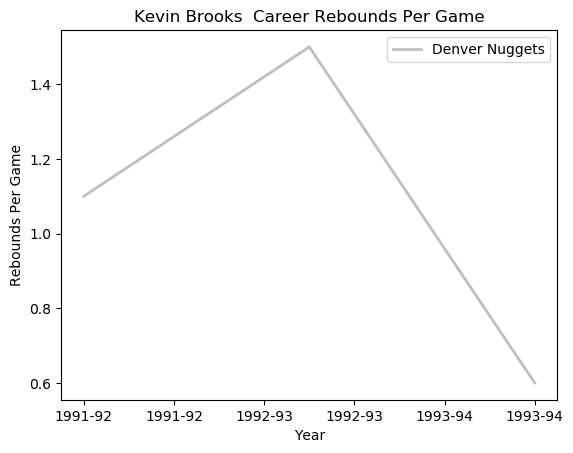 Kevin Brooks  Career Rebounds Per Game
Denver Nuggets
Rebounds Per Game
1.4
1.2
1.0
0.8
0.6
1991-92 1991-92 1992-93 1992-93 1993-94 1993-94
Year